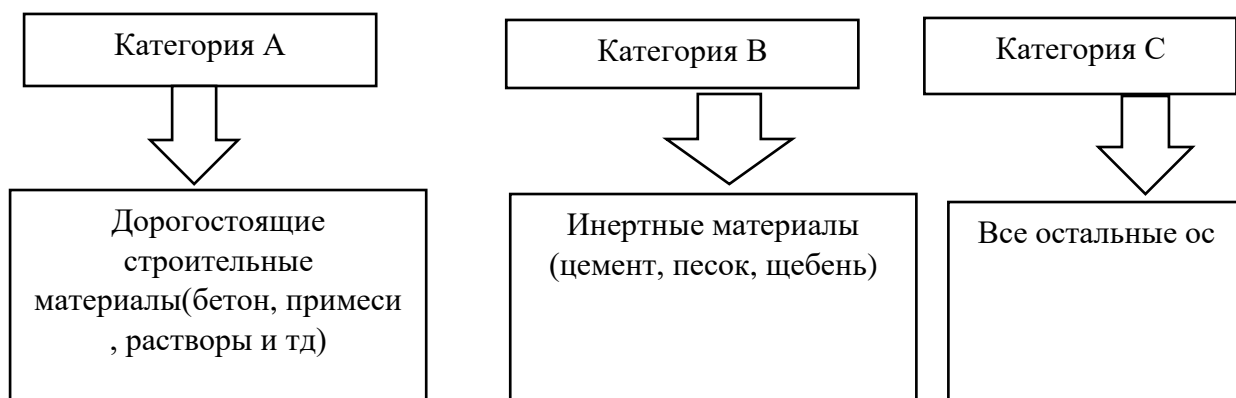 Категория А
Категория В
Категория С
Дорогостоящие
строительные
материалы(бетон, примеси
, растворы и тд)
Инертные материалы
(цемент, песок, щебень)
Все остальные ос